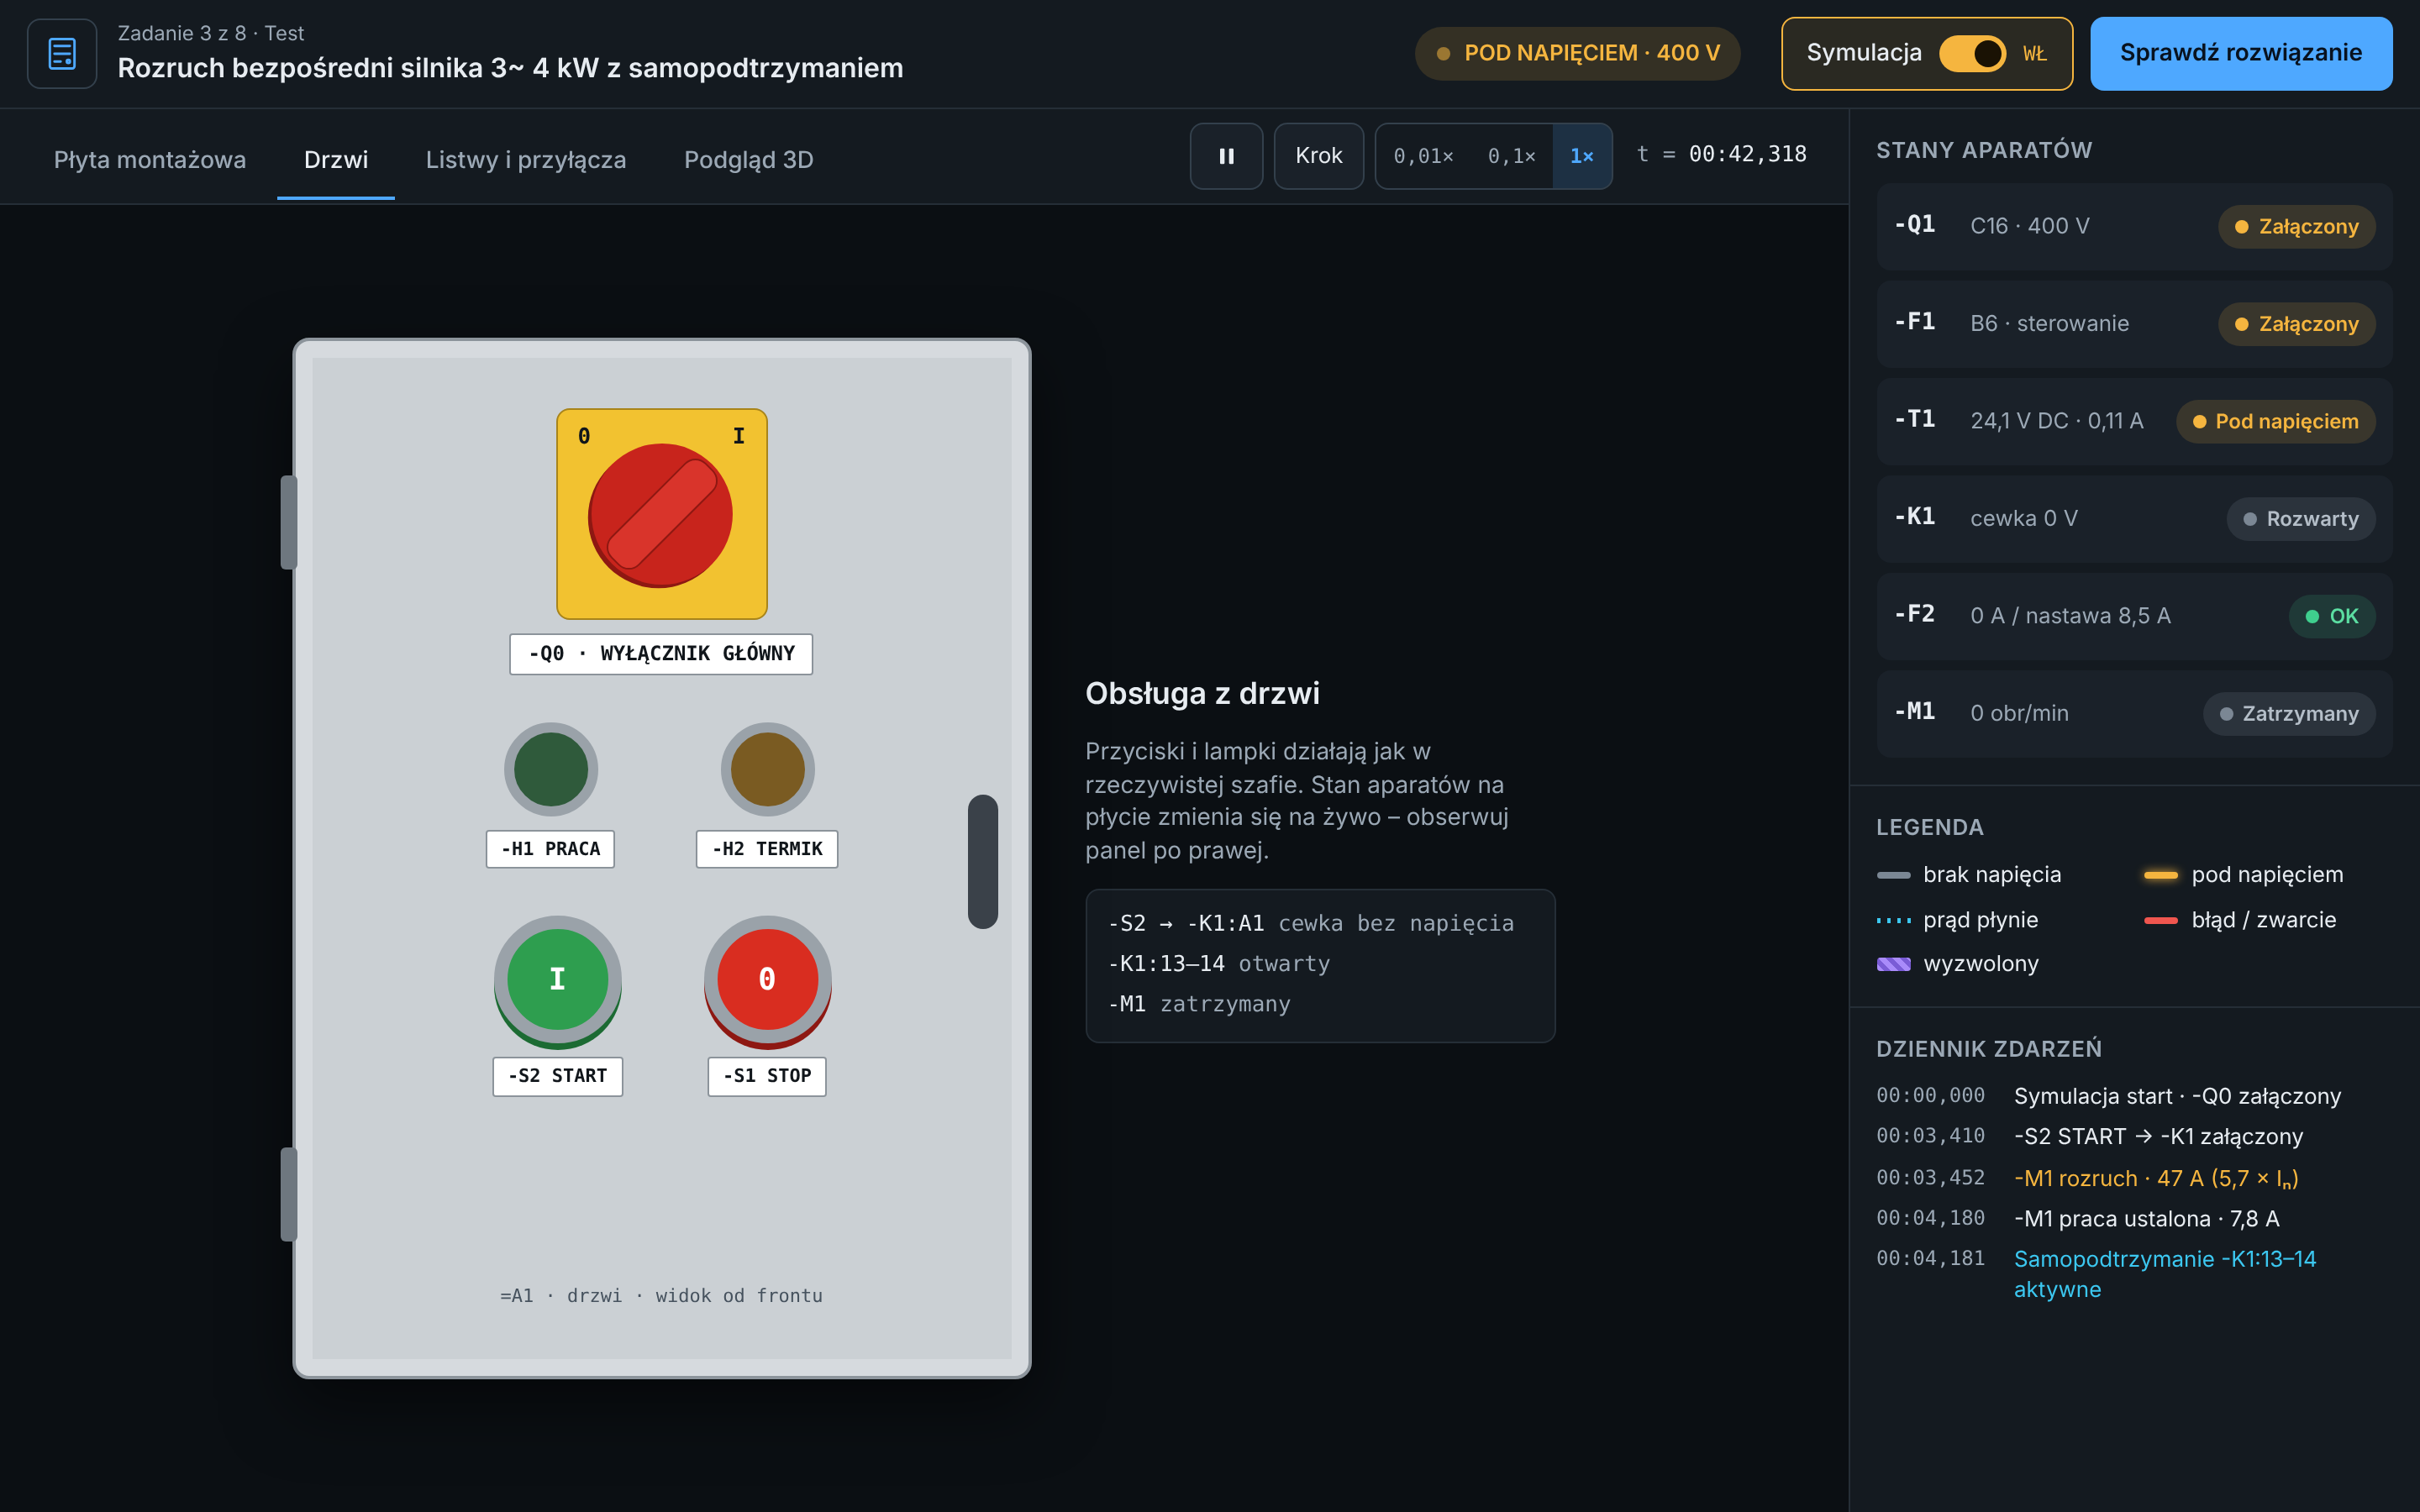 Zadanie 3 z 8 · Test
Rozruch bezpośredni silnika 3~ 4 kW z samopodtrzymaniem
POD NAPIĘCIEM · 400 V
Symulacja WŁ
Sprawdź rozwiązanie
Płyta montażowa
Drzwi
Listwy i przyłącza
Podgląd 3D
Krok
0,01×
0,1×
1×
t = 00:42,318
0 I
-Q0 · WYŁĄCZNIK GŁÓWNY
-H1 PRACA
-H2 TERMIK
I
0
-S2 START
-S1 STOP
=A1 · drzwi · widok od frontu
Obsługa z drzwi
Przyciski i lampki działają jak w
rzeczywistej szafie. Stan aparatów na
płycie zmienia się na żywo – obserwuj
panel po prawej.
-S2 → -K1:A1 cewka bez napięcia
-K1:13–14 otwarty
-M1 zatrzymany
STANY APARATÓW
-Q1 C16 · 400 V Załączony
-F1 B6 · sterowanie Załączony
-T1 24,1 V DC · 0,11 A Pod napięciem
-K1 cewka 0 V Rozwarty
-F2 0 A / nastawa 8,5 A OK
-M1 0 obr/min Zatrzymany
LEGENDA
brak napięcia
pod napięciem
prąd płynie
błąd / zwarcie
wyzwolony
DZIENNIK ZDARZEŃ
00:00,000 Symulacja start · -Q0 załączony
00:03,410 -S2 START → -K1 załączony
00:03,452 -M1 rozruch · 47 A (5,7 × Iₙ)
00:04,180 -M1 praca ustalona · 7,8 A
00:04,181 Samopodtrzymanie -K1:13–14
aktywne